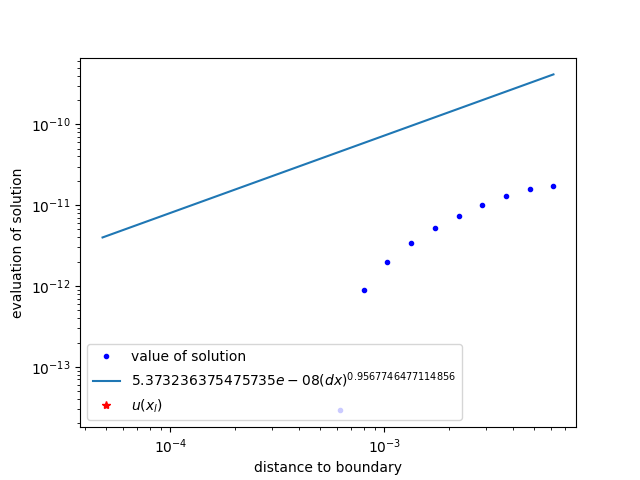 10⁻¹⁰
10⁻¹¹
10⁻¹²
10⁻¹³
evaluation of solution
value of solution
5.373236375475735e − 08(dx)^0.9567746477114856
u(x_l)
10⁻⁴ 10⁻³
distance to boundary